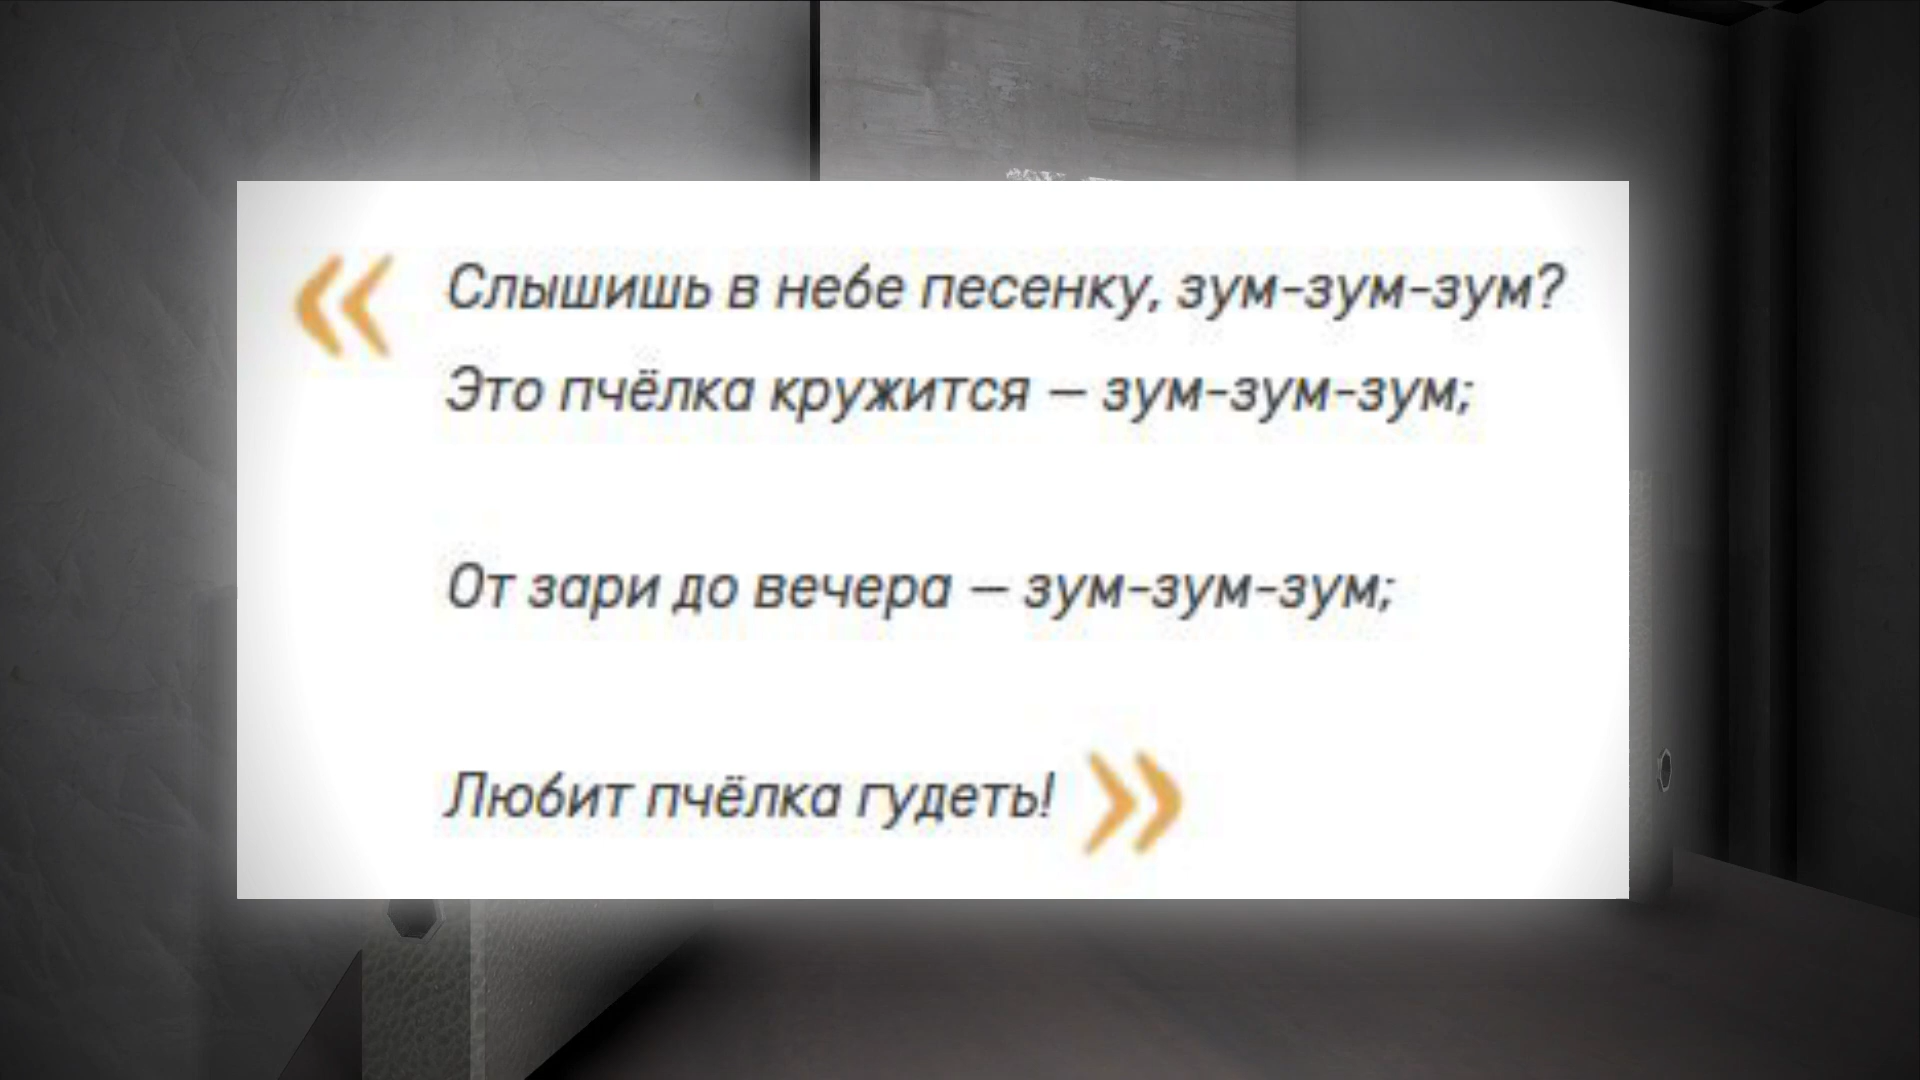 « Слышишь в небе песенку, зум-зум-зум?
Это пчёлка кружится – зум-зум-зум;
От зари до вечера – зум-зум-зум;
Любит пчёлка гудеть! »